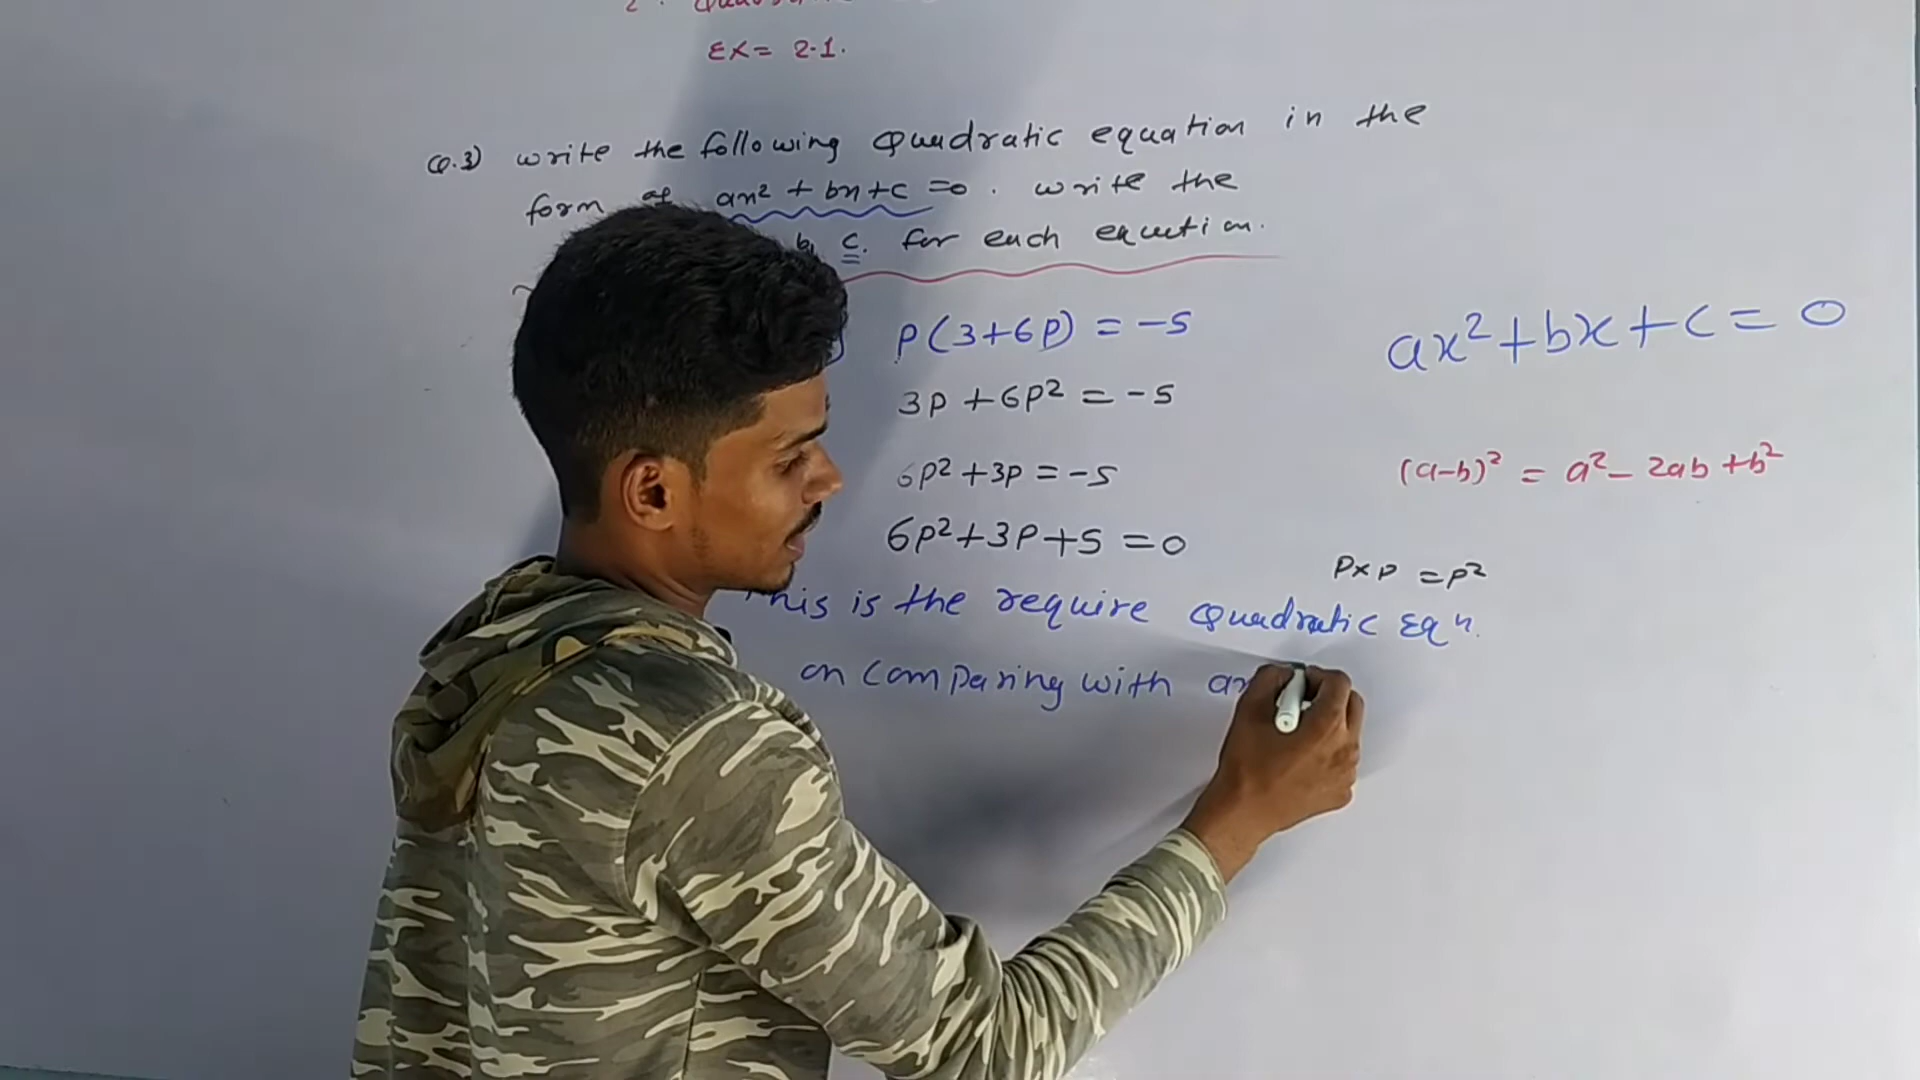 EX= 2.1.
Q.3) write the following Quadratic equation in the
form of ax² + bx+c =0. write the
b, c. for each equation.
P(3+6P) = -5
3P +6P² = -5
6P² +3P = -5
6P²+3P+5 =0
This is the require Quadratic Eqⁿ.
on Comparing with ax
ax²+bx+c= 0
(a-b)² = a² - 2ab +b²
P×P =P²